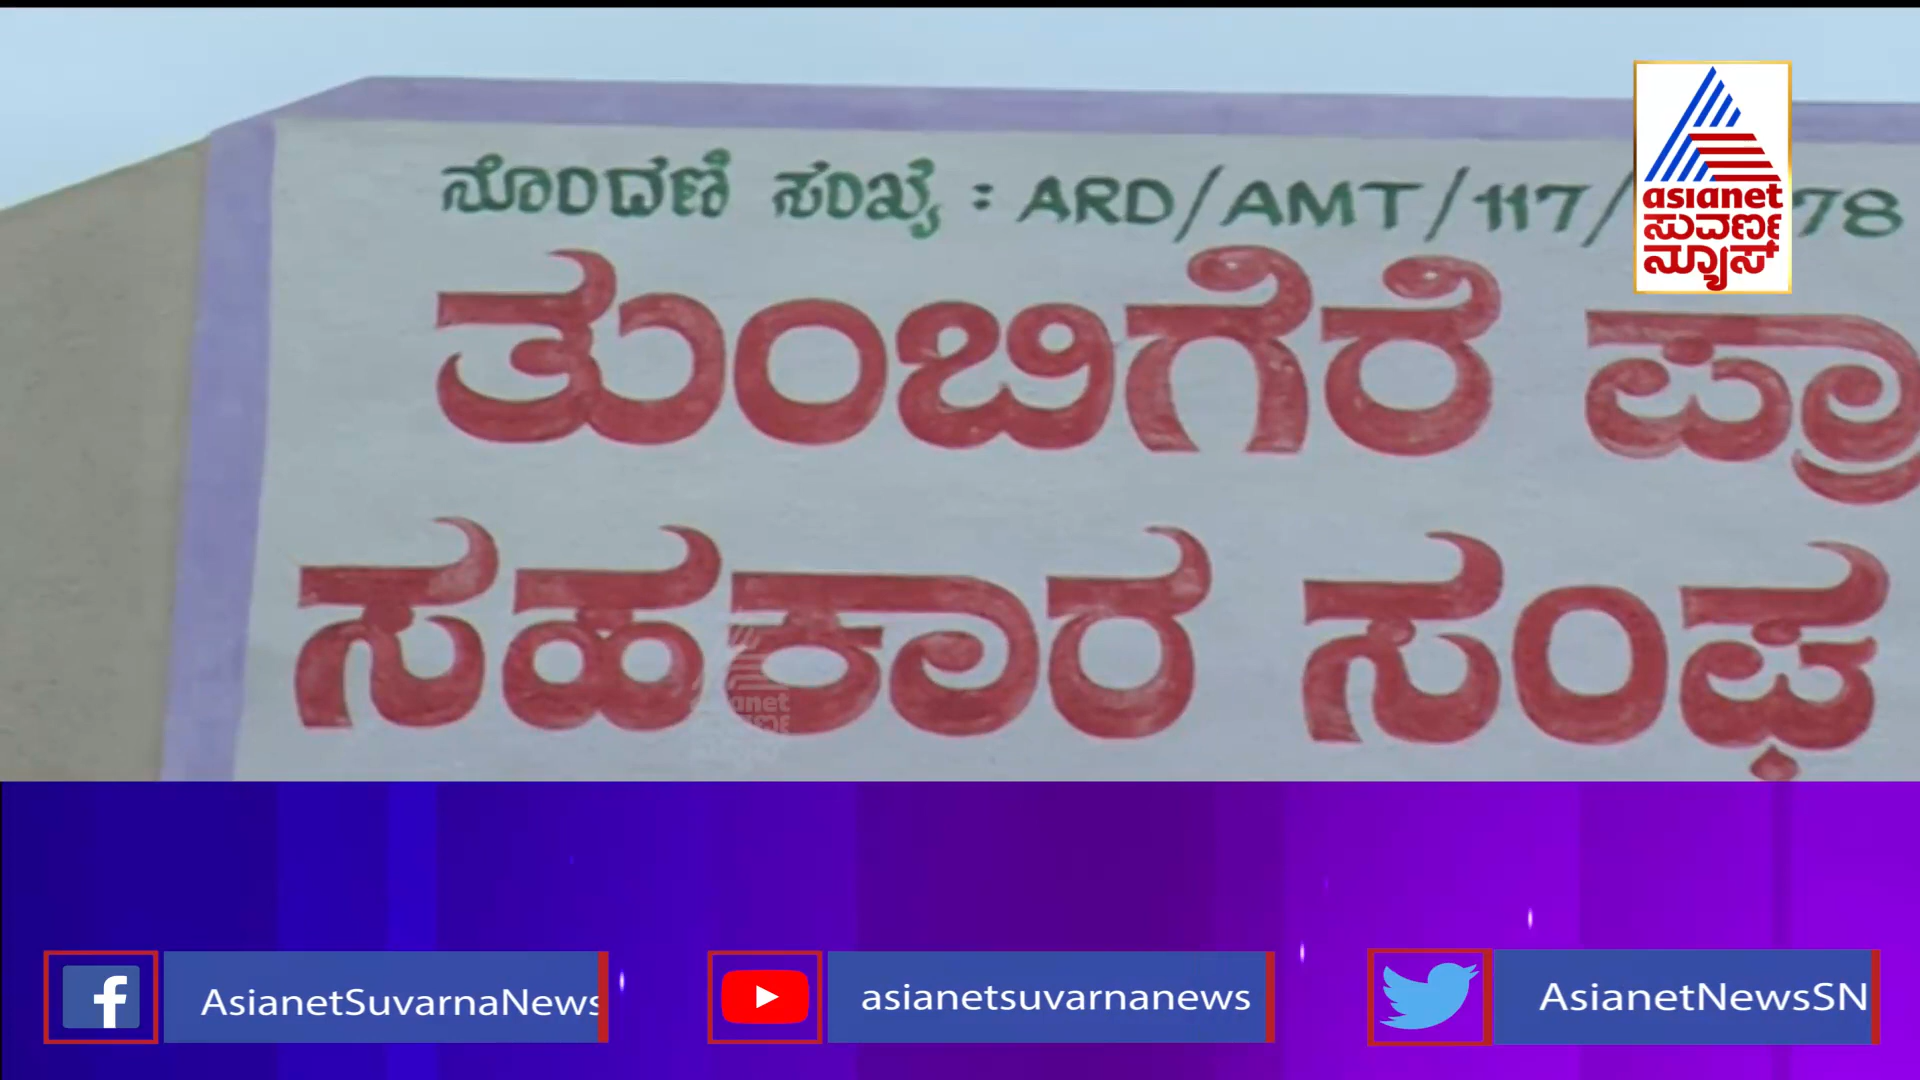 ನೊಂದಣಿ ಸಂಖ್ಯೆ : ARD/AMT/117/ 78
asianet
ಸುವರ್ಣ
ನ್ಯೂಸ್
ತುಂಬಿಗೆರೆ ಪ್ರಾ
ಸಹಕಾರ ಸಂಘ
AsianetSuvarnaNews
asianetsuvarnanews
AsianetNewsSN